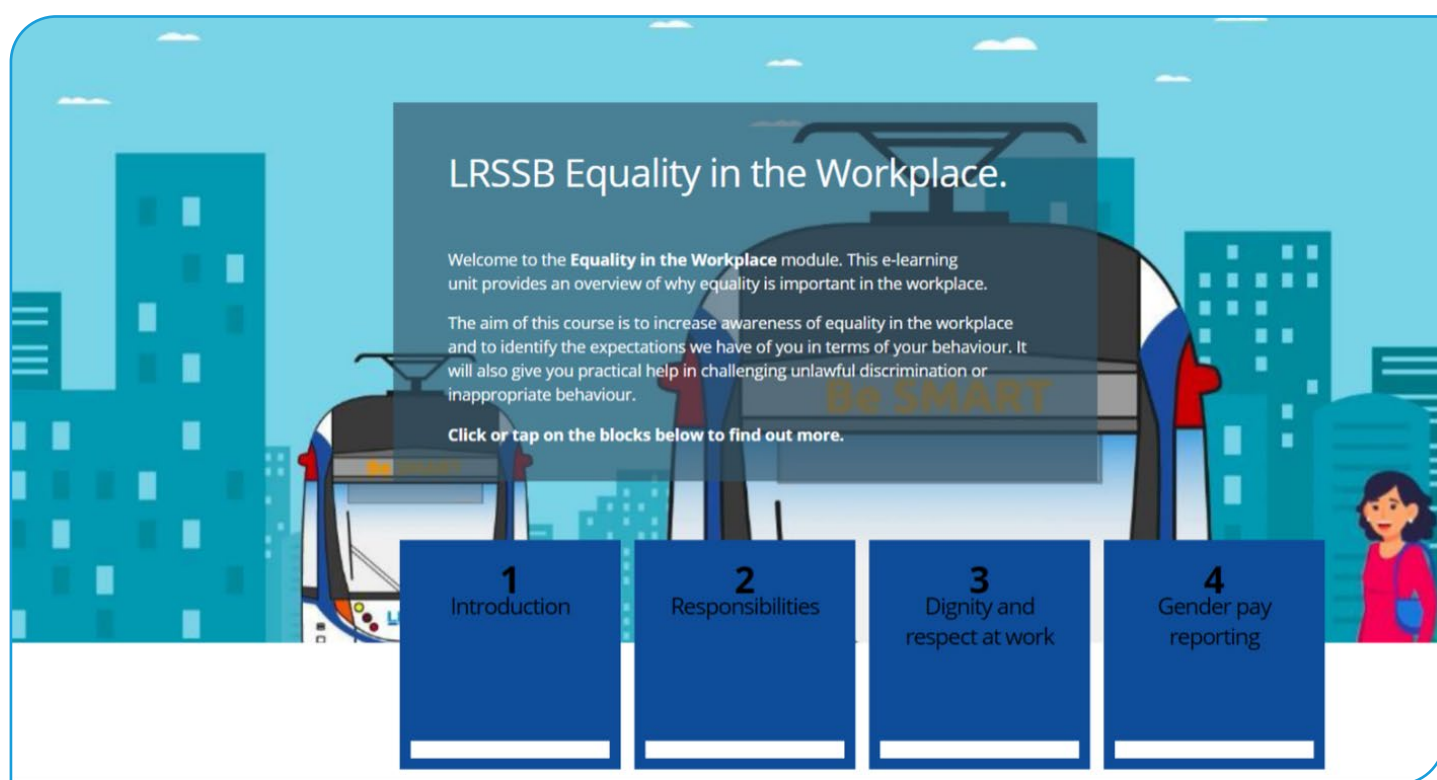 LRSSB Equality in the Workplace.
Welcome to the Equality in the Workplace module. This e-learning
unit provides an overview of why equality is important in the workplace.
The aim of this course is to increase awareness of equality in the workplace
and to identify the expectations we have of you in terms of your behaviour. It
will also give you practical help in challenging unlawful discrimination or
inappropriate behaviour.
Be SMART
Click or tap on the blocks below to find out more.
Be SMART
1
Introduction
2
Responsibilities
3
Dignity and
respect at work
4
Gender pay
reporting